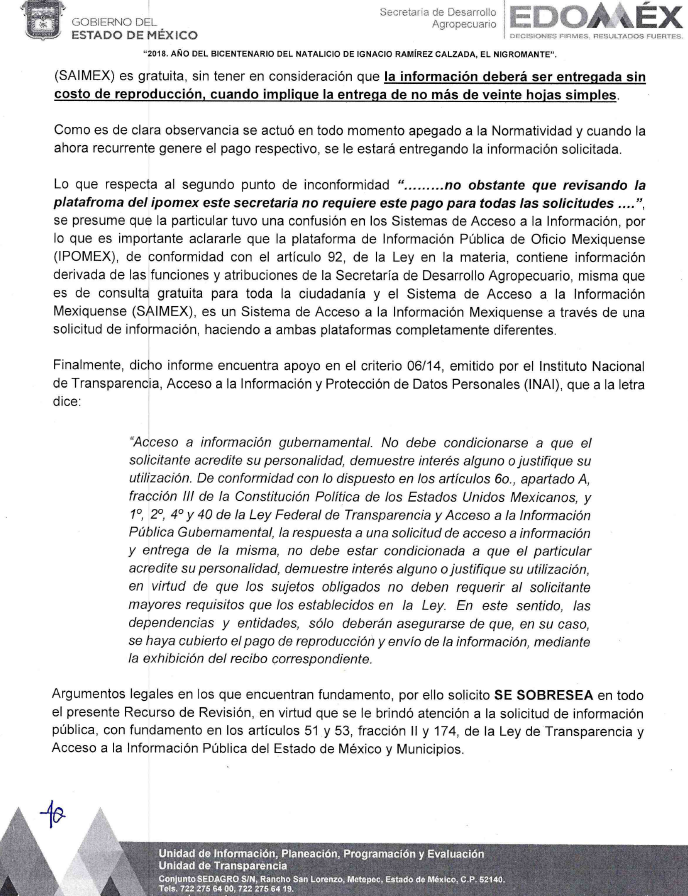 GOBIERNO DEL
ESTADO DE MÉXICO
Secretaría de Desarrollo
Agropecuario
EDOMÉX
DECISIONES FIRMES, RESULTADOS FUERTES.
"2018. AÑO DEL BICENTENARIO DEL NATALICIO DE IGNACIO RAMÍREZ CALZADA, EL NIGROMANTE".
(SAIMEX) es gratuita, sin tener en consideración que la información deberá ser entregada sin
costo de reproducción, cuando implique la entrega de no más de veinte hojas simples.
Como es de clara observancia se actuó en todo momento apegado a la Normatividad y cuando la
ahora recurrente genere el pago respectivo, se le estará entregando la información solicitada.
Lo que respecta al segundo punto de inconformidad "………no obstante que revisando la
platafroma del ipomex este secretaria no requiere este pago para todas las solicitudes ….",
se presume que la particular tuvo una confusión en los Sistemas de Acceso a la Información, por
lo que es importante aclararle que la plataforma de Información Pública de Oficio Mexiquense
(IPOMEX), de conformidad con el artículo 92, de la Ley en la materia, contiene información
derivada de las funciones y atribuciones de la Secretaría de Desarrollo Agropecuario, misma que
es de consulta gratuita para toda la ciudadanía y el Sistema de Acceso a la Información
Mexiquense (SAIMEX), es un Sistema de Acceso a la Información Mexiquense a través de una
solicitud de información, haciendo a ambas plataformas completamente diferentes.
Finalmente, dicho informe encuentra apoyo en el criterio 06/14, emitido por el Instituto Nacional
de Transparencia, Acceso a la Información y Protección de Datos Personales (INAI), que a la letra
dice:
"Acceso a información gubernamental. No debe condicionarse a que el
solicitante acredite su personalidad, demuestre interés alguno o justifique su
utilización. De conformidad con lo dispuesto en los artículos 6o., apartado A,
fracción III de la Constitución Política de los Estados Unidos Mexicanos, y
1º, 2º, 4º y 40 de la Ley Federal de Transparencia y Acceso a la Información
Pública Gubernamental, la respuesta a una solicitud de acceso a información
y entrega de la misma, no debe estar condicionada a que el particular
acredite su personalidad, demuestre interés alguno o justifique su utilización,
en virtud de que los sujetos obligados no deben requerir al solicitante
mayores requisitos que los establecidos en la Ley. En este sentido, las
dependencias y entidades, sólo deberán asegurarse de que, en su caso,
se haya cubierto el pago de reproducción y envío de la información, mediante
la exhibición del recibo correspondiente.
Argumentos legales en los que encuentran fundamento, por ello solicito SE SOBRESEA en todo
el presente Recurso de Revisión, en virtud que se le brindó atención a la solicitud de información
pública, con fundamento en los artículos 51 y 53, fracción II y 174, de la Ley de Transparencia y
Acceso a la Información Pública del Estado de México y Municipios.
Unidad de Información, Planeación, Programación y Evaluación
Unidad de Transparencia
Conjunto SEDAGRO S/N, Rancho San Lorenzo, Metepec, Estado de México, C.P. 52140.
Tels. 722 275 64 00, 722 275 64 19.